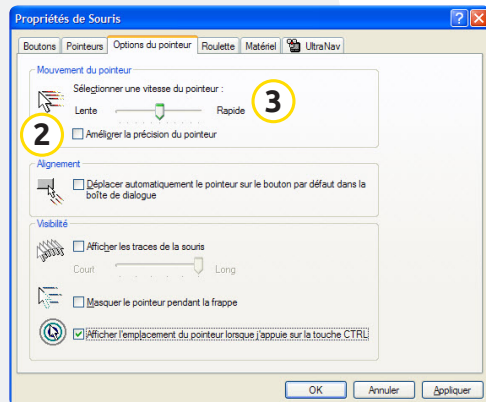 Propriétés de Souris
Boutons Pointeurs Options du pointeur Roulette Matériel UltraNav
Mouvement du pointeur
Sélectionner une vitesse du pointeur :
Lente Rapide 3
2 Améliorer la précision du pointeur
Alignement
Déplacer automatiquement le pointeur sur le bouton par défaut dans la
boîte de dialogue
Visibilité
Afficher les traces de la souris
Court Long
Masquer le pointeur pendant la frappe
Afficher l'emplacement du pointeur lorsque j'appuie sur la touche CTRL
OK Annuler Appliquer